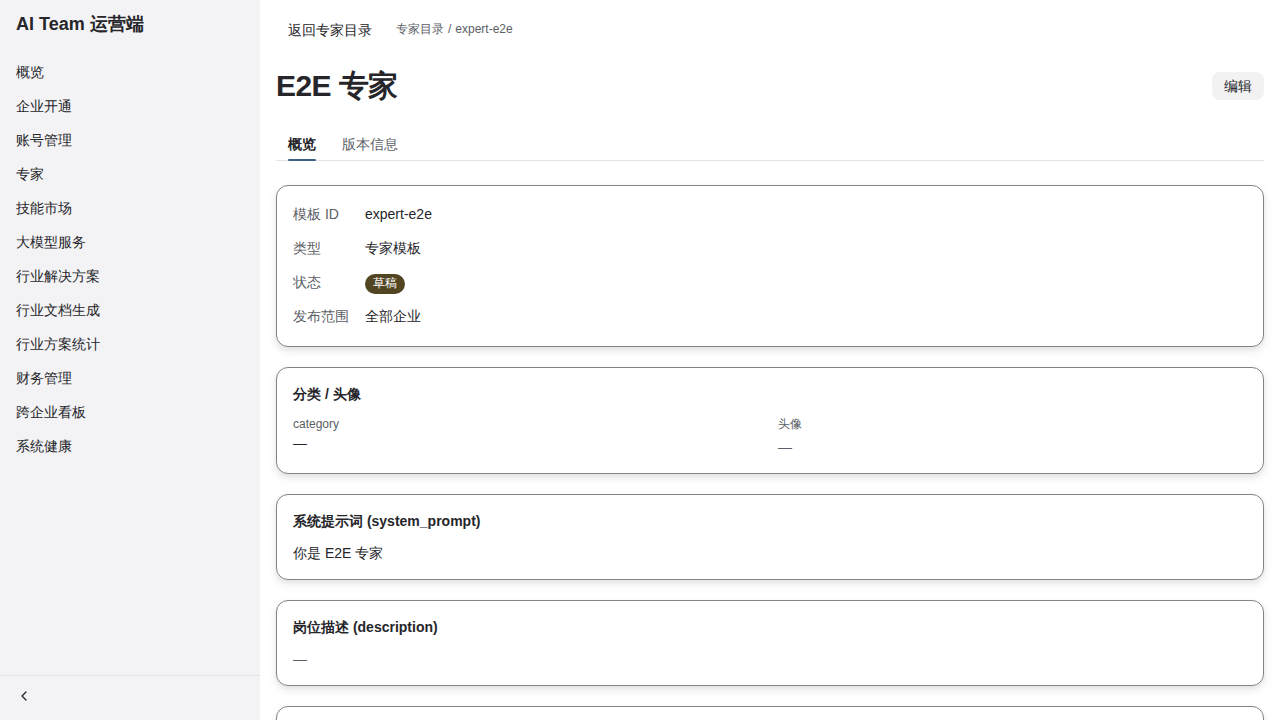 AI Team 运营端
概览
企业开通
账号管理
专家
技能市场
大模型服务
行业解决方案
行业文档生成
行业方案统计
财务管理
跨企业看板
系统健康
返回专家目录 专家目录 / expert-e2e
E2E 专家
编辑
概览 版本信息
模板 ID expert-e2e
类型 专家模板
状态 草稿
发布范围 全部企业
分类 / 头像
category 头像
— —
系统提示词 (system_prompt)
你是 E2E 专家
岗位描述 (description)
—